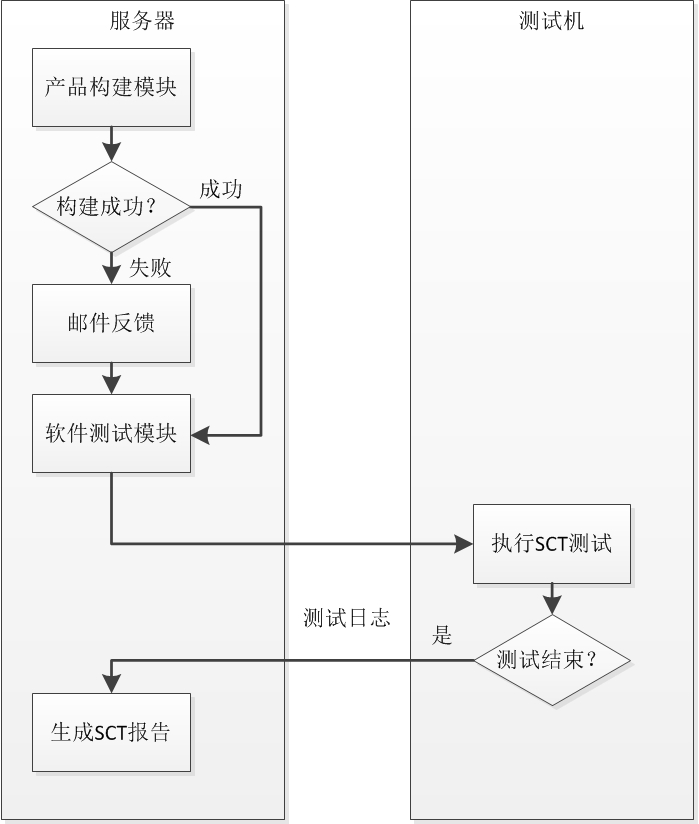 服务器
测试机
产品构建模块
构建成功？
成功
失败
邮件反馈
软件测试模块
执行SCT测试
测试日志
是
测试结束？
生成SCT报告